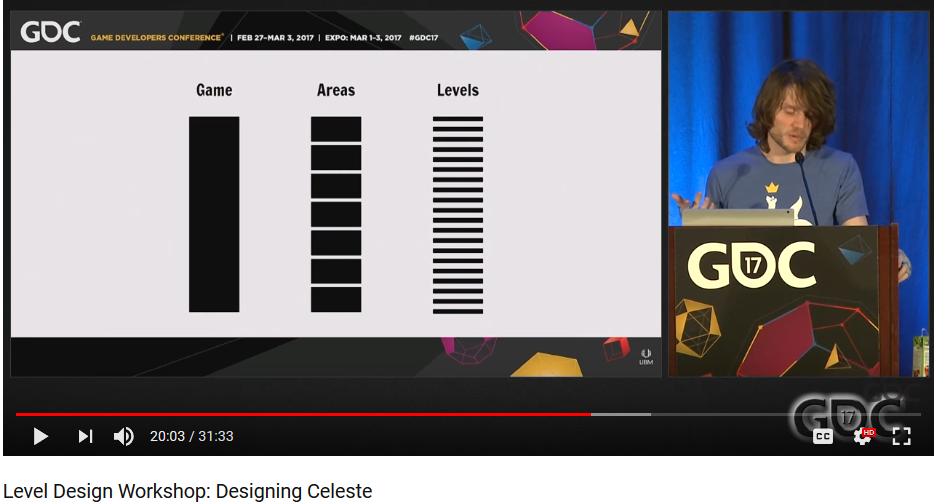 GDC
GAME DEVELOPERS CONFERENCE® | FEB 27–MAR 3, 2017 | EXPO: MAR 1–3, 2017 #GDC17
Game Areas Levels
UBM
GDC
17
GDC
17
20:03 / 31:33
CC
HD
Level Design Workshop: Designing Celeste